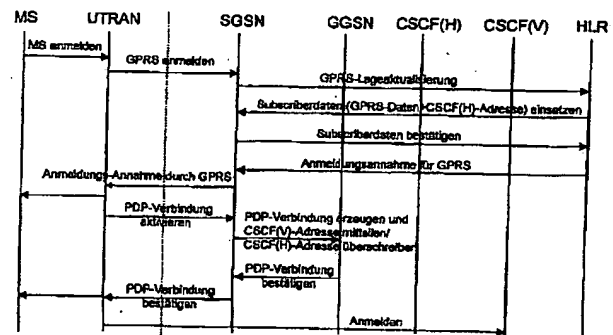 MS UTRAN SGSN GGSN CSCF(H) CSCF(V) HLR
MS anmelden
GPRS anmelden
GPRS-Lageaktualisierung
Subscriberdaten (GPRS-Daten, CSCF(H)-Adresse) einsetzen
Subscriberdaten bestätigen
Anmeldungsannahme für GPRS
Anmeldungs-Annahme durch GPRS
PDP-Verbindung
aktivieren
PDP-Verbindung erzeugen und
CSCF(V)-Adresse mitteilen/
CSCF(H)-Adresse überschreiben
PDP-Verbindung
bestätigen
PDP-Verbindung
bestätigen
Anmelden